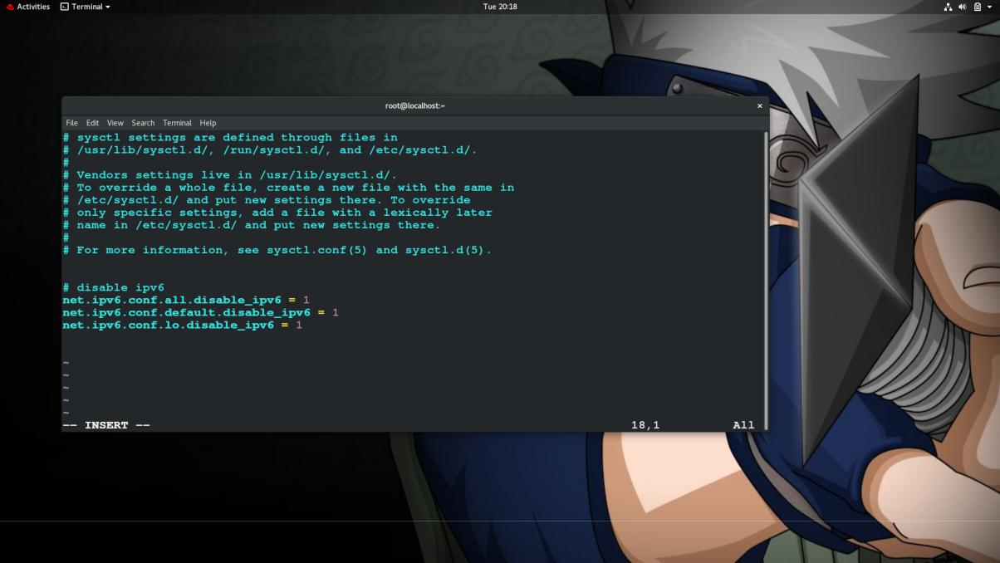 Activities Terminal Tue 20:18
root@localhost:~ ×
File Edit View Search Terminal Help
# sysctl settings are defined through files in
# /usr/lib/sysctl.d/, /run/sysctl.d/, and /etc/sysctl.d/.
#
# Vendors settings live in /usr/lib/sysctl.d/.
# To override a whole file, create a new file with the same in
# /etc/sysctl.d/ and put new settings there. To override
# only specific settings, add a file with a lexically later
# name in /etc/sysctl.d/ and put new settings there.
#
# For more information, see sysctl.conf(5) and sysctl.d(5).
# disable ipv6
net.ipv6.conf.all.disable_ipv6 = 1
net.ipv6.conf.default.disable_ipv6 = 1
net.ipv6.conf.lo.disable_ipv6 = 1
~
~
~
~
~
-- INSERT -- 18,1 All